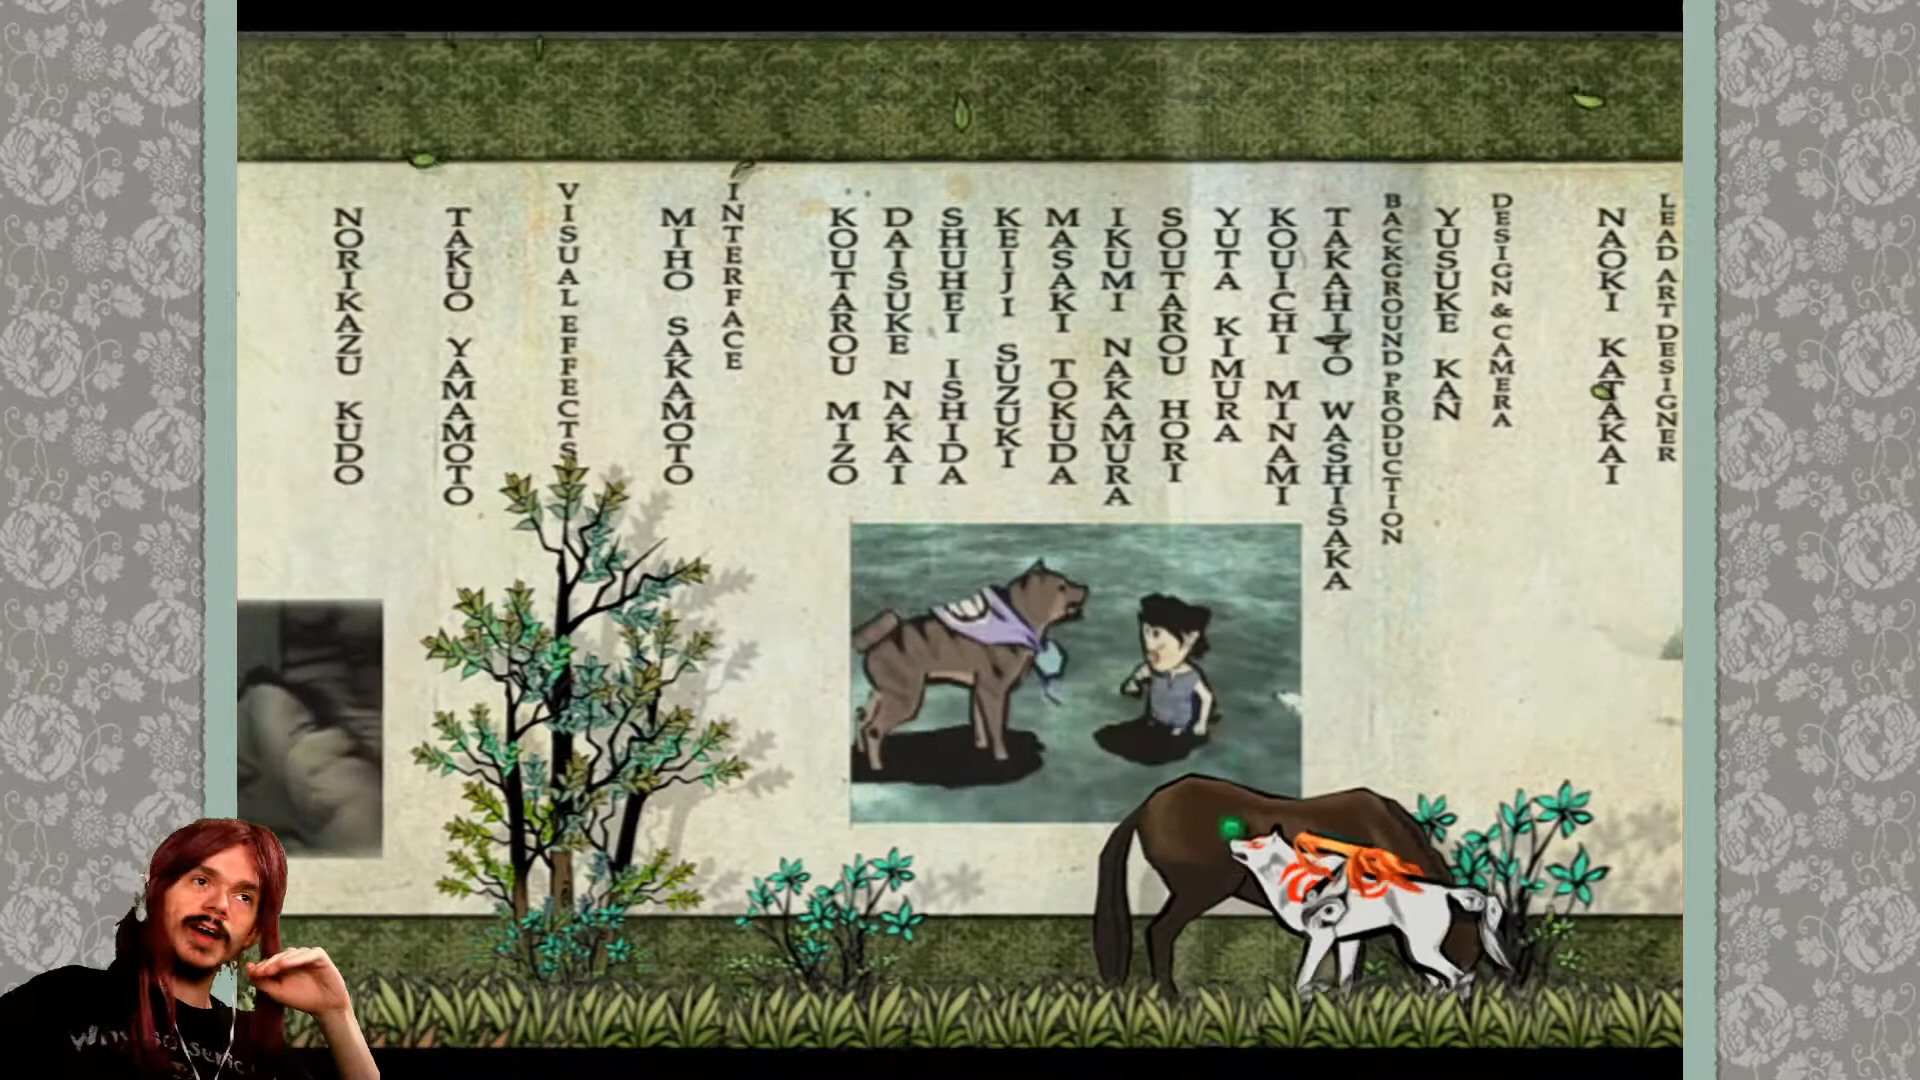 LEAD ART DESIGNER
NAOKI KATAKAI
DESIGN & CAMERA
YUSUKE KAN
BACKGROUND PRODUCTION
WASHISAKA
KOUICHI MINAMI
YUTA KIMURA
SOUTAROU HORI
IKUMI NAKAMURA
MASAKI TOKUDA
KEIJI SUZUKI
SHUHEI ISHIDA
DAISUKE NAKAI
KOUTAROU MIZO
INTERFACE
MIHO SAKAMOTO
VISUAL EFFECTS
TAKUO YAMAMOTO
NORIKAZU KUDO